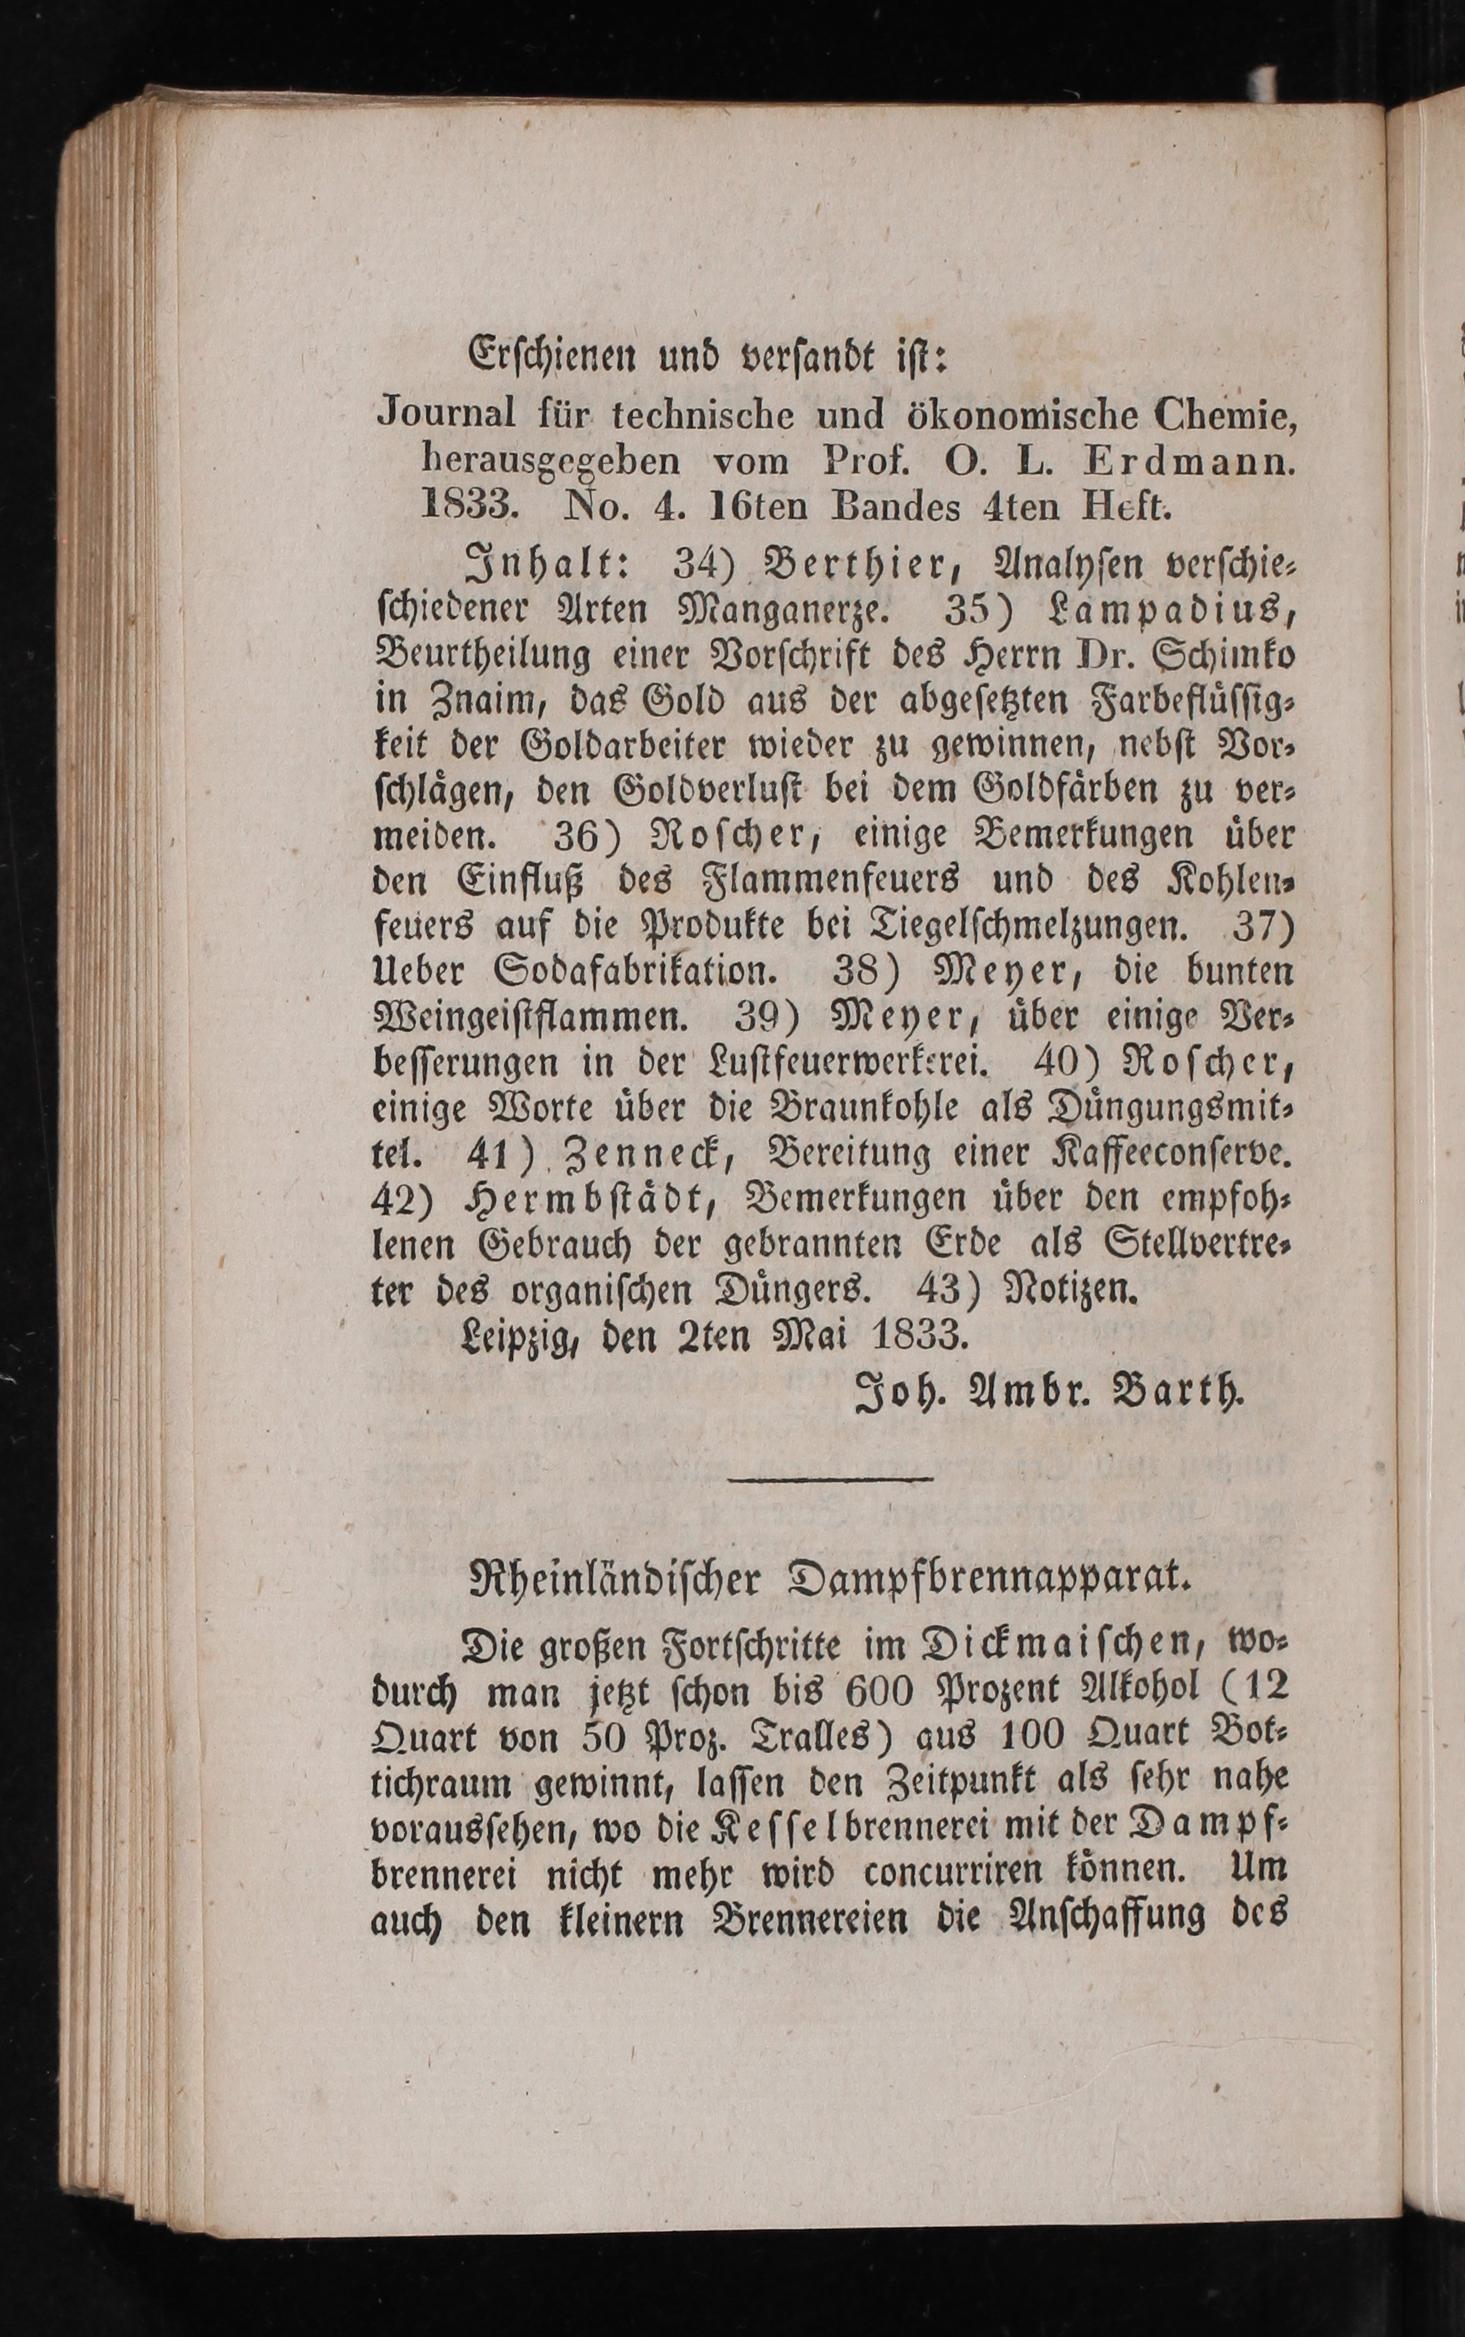 Erschienen und versandt ist:
Journal für technische und ökonomische Chemie,
herausgegeben vom Prof. O. L. Erdmann.
1833. No. 4. 16ten Bandes 4ten Heft.
Inhalt: 34) Berthier, Analysen verschie-
schiedener Arten Manganerze. 35) Lampadius,
Beurtheilung einer Vorschrift des Herrn Dr. Schimko
in Znaim, das Gold aus der abgesetzten Farbeflüssig-
keit der Goldarbeiter wieder zu gewinnen, nebst Vor-
schlägen, den Goldverlust bei dem Goldfärben zu ver-
meiden. 36) Roscher, einige Bemerkungen über
den Einfluß des Flammenfeuers und des Kohlen-
feuers auf die Produkte bei Tiegelschmelzungen. 37)
Ueber Sodafabrikation. 38) Meyer, die bunten
Weingeistflammen. 39) Meyer, über einige Ver-
besserungen in der Lustfeuerwerkerei. 40) Roscher,
einige Worte über die Braunkohle als Düngungsmit-
tel. 41) Zenneck, Bereitung einer Kaffeeconserve.
42) Hermbstädt, Bemerkungen über den empfoh-
lenen Gebrauch der gebrannten Erde als Stellvertre-
ter des organischen Düngers. 43) Notizen.
Leipzig, den 2ten Mai 1833.
Joh. Ambr. Barth.
Rheinländischer Dampfbrennapparat.
Die großen Fortschritte im Dickmaischen, wo-
durch man jetzt schon bis 600 Prozent Alkohol (12
Quart von 50 Proz. Tralles) aus 100 Quart Bot-
tichraum gewinnt, lassen den Zeitpunkt als sehr nahe
voraussehen, wo die Kesselbrennerei mit der Dampf-
brennerei nicht mehr wird concurriren können. Um
auch den kleinern Brennereien die Anschaffung des